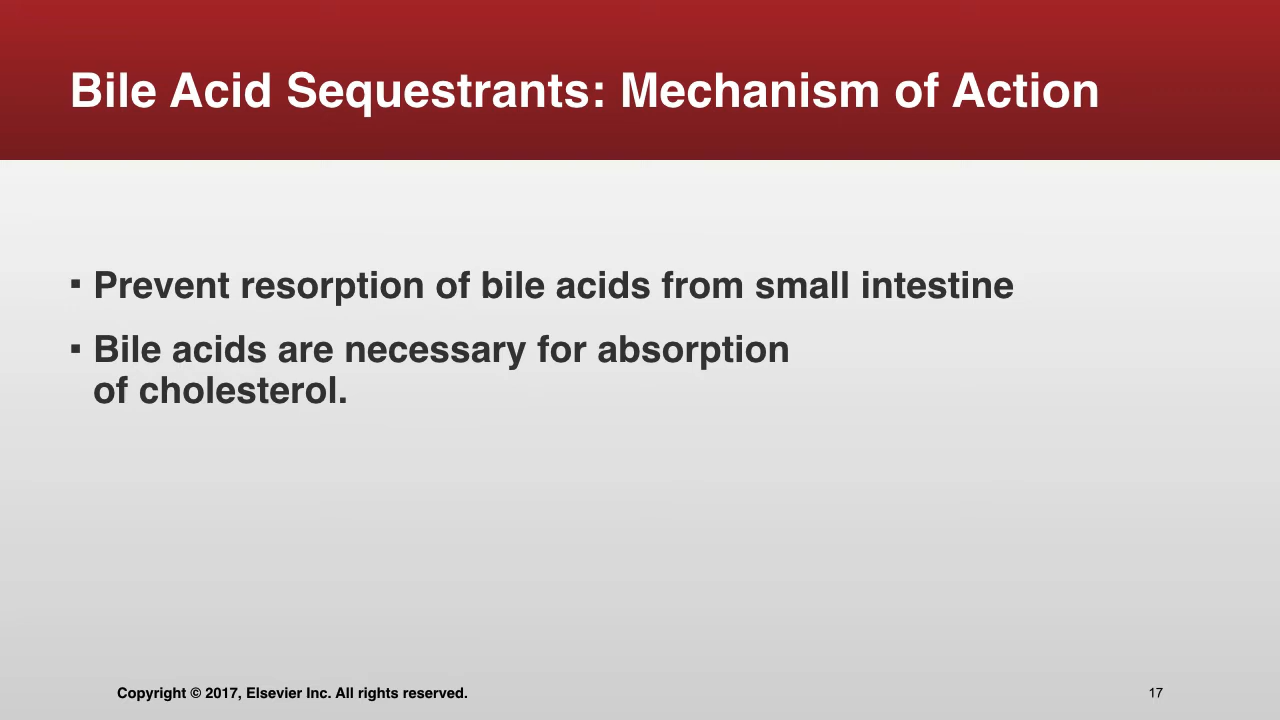 Bile Acid Sequestrants: Mechanism of Action
▪ Prevent resorption of bile acids from small intestine
▪ Bile acids are necessary for absorption
of cholesterol.
Copyright © 2017, Elsevier Inc. All rights reserved.
17